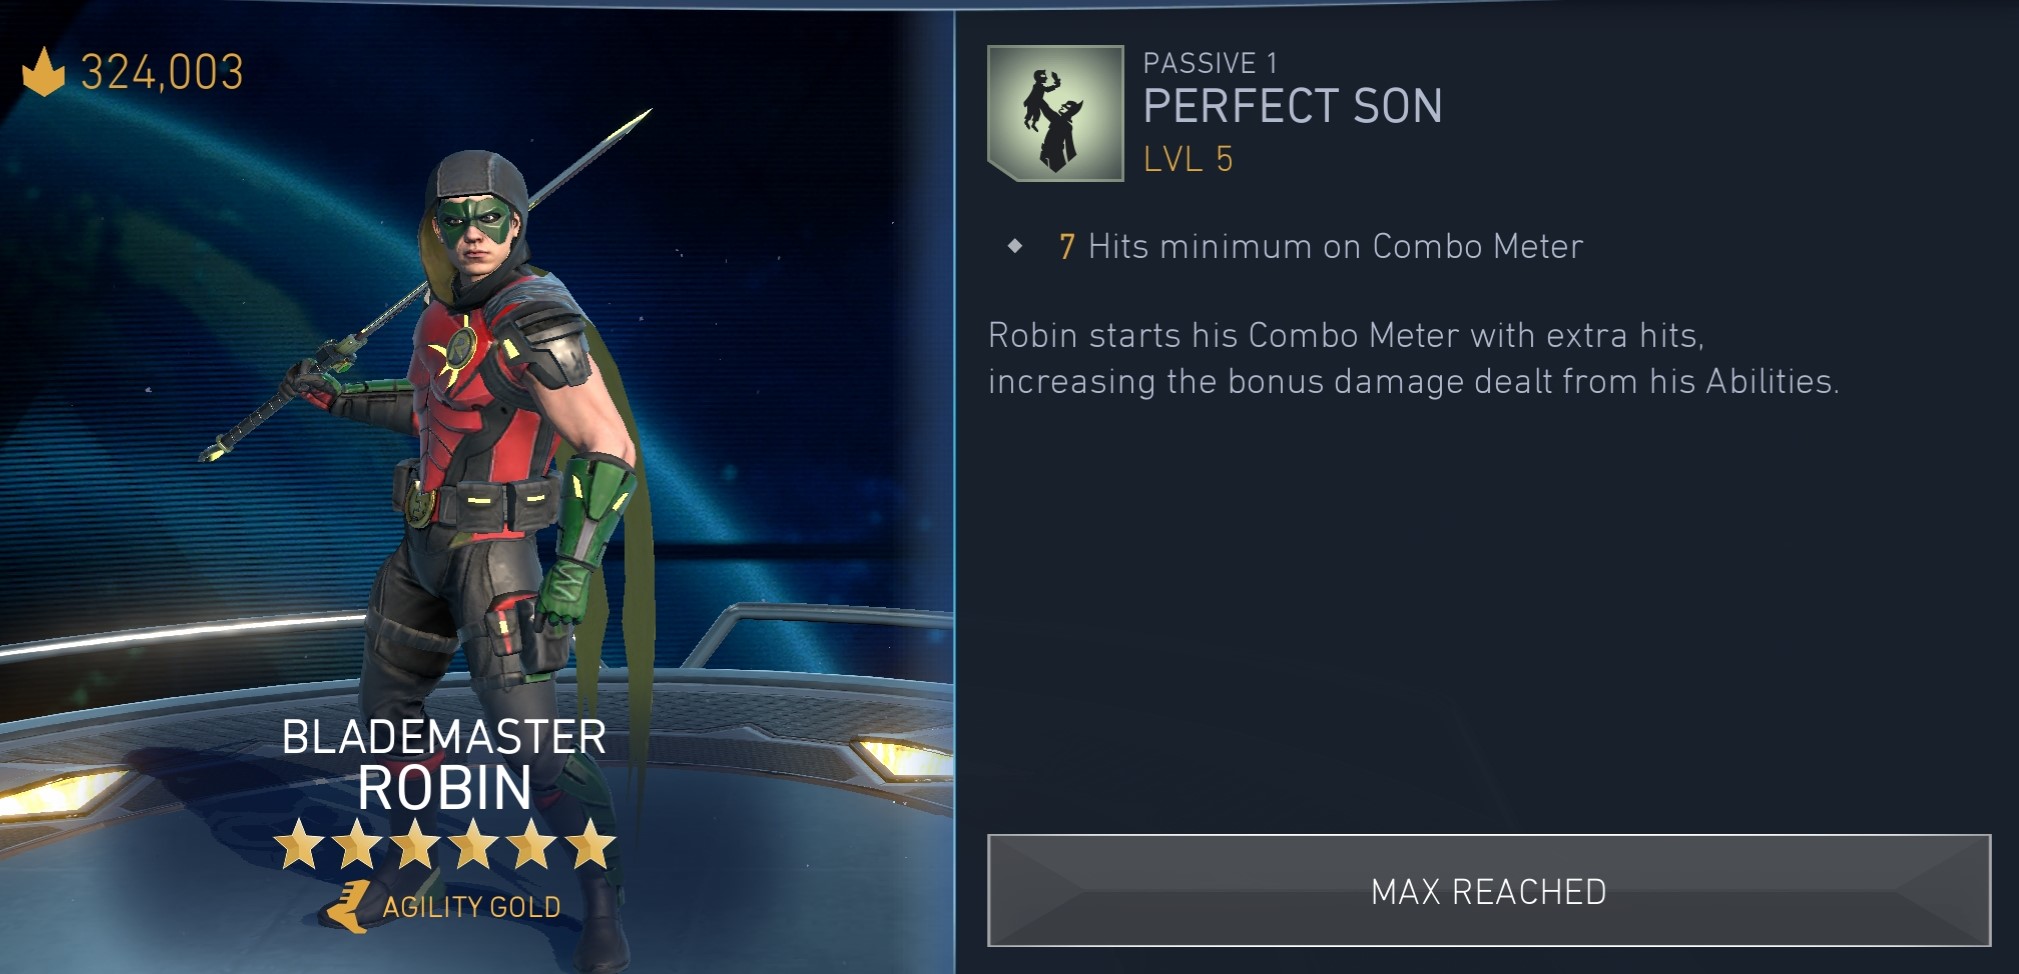 324,003
BLADEMASTER
ROBIN
AGILITY GOLD
PASSIVE 1
PERFECT SON
LVL 5
7 Hits minimum on Combo Meter
Robin starts his Combo Meter with extra hits,
increasing the bonus damage dealt from his Abilities.
MAX REACHED